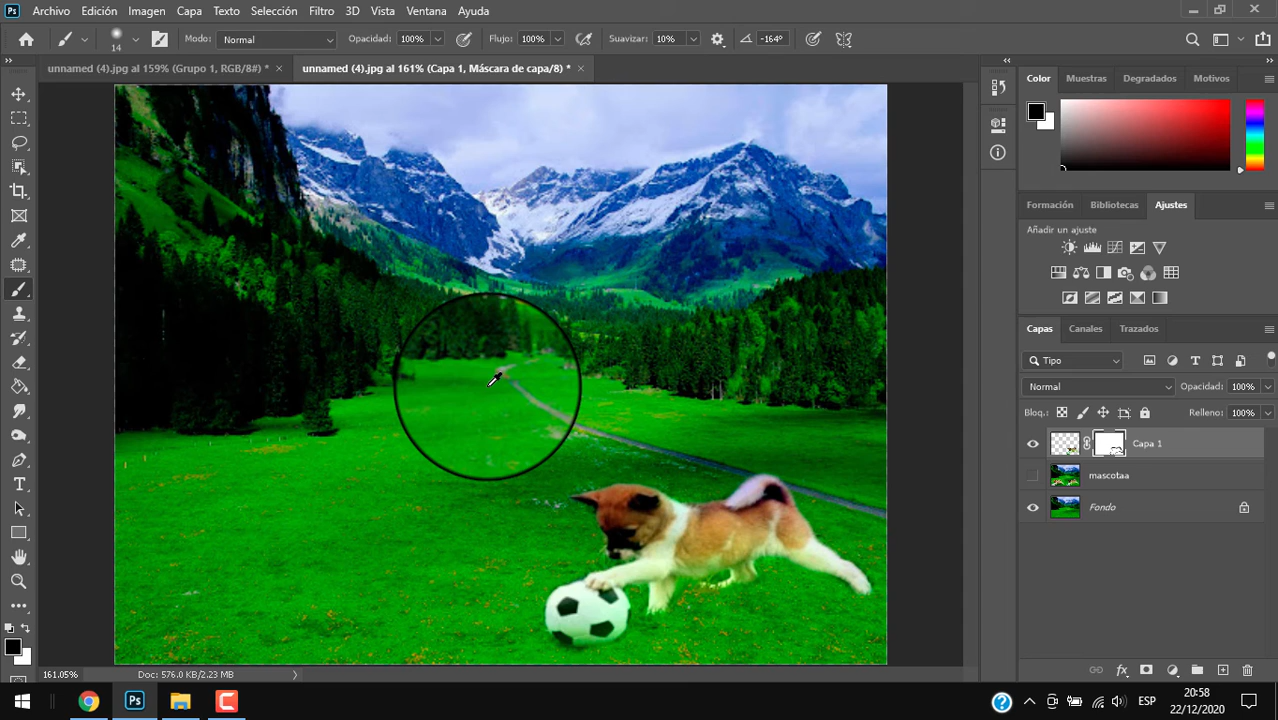 Ps Archivo Edición Imagen Capa Texto Selección Filtro 3D Vista Ventana Ayuda
14 Modo: Normal Opacidad: 100% Flujo: 100% Suavizar: 10% -164°
unnamed (4).jpg al 159% (Grupo 1, RGB/8#) * × unnamed (4).jpg al 161% (Capa 1, Máscara de capa/8) * ×
Color Muestras Degradados Motivos
Formación Bibliotecas Ajustes
Añadir un ajuste
Capas Canales Trazados
Tipo
Normal Opacidad: 100%
Bloq.: Relleno: 100%
Capa 1
mascotaa
Fondo
161.05% Doc: 576.0 KB/2.23 MB
Ps ESP 20:58
22/12/2020